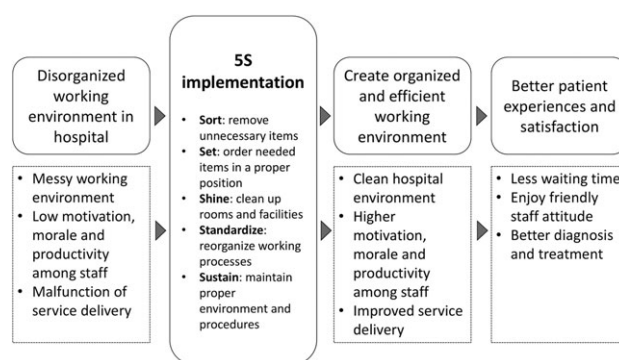 Disorganized
working
environment in
hospital
• Messy working
environment
• Low motivation,
morale and
productivity
among staff
• Malfunction of
service delivery
5S
implementation
• Sort: remove
unnecessary items
• Set: order needed
items in a proper
position
• Shine: clean up
rooms and facilities
• Standardize:
reorganize working
processes
• Sustain: maintain
proper
environment and
procedures
Create organized
and efficient
working
environment
• Clean hospital
environment
• Higher
motivation,
morale and
productivity
among staff
• Improved service
delivery
Better patient
experiences and
satisfaction
• Less waiting time
• Enjoy friendly
staff attitude
• Better diagnosis
and treatment